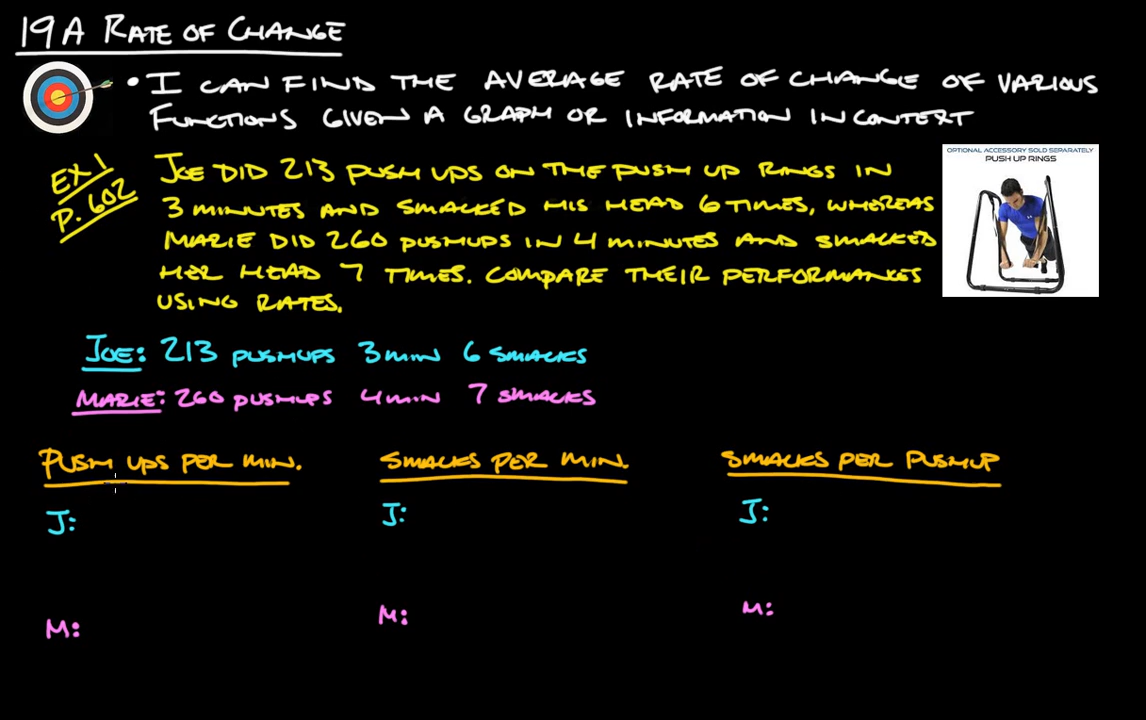 19A RATE OF CHANGE
• I CAN FIND THE AVERAGE RATE OF CHANGE OF VARIOUS
FUNCTIONS GIVEN A GRAPH OR INFORMATION IN CONTEXT
EX 1
P. 602
JOE DID 213 PUSH UPS ON THE PUSH UP RINGS IN
3 MINUTES AND SMACKED HIS HEAD 6 TIMES, WHEREAS
MARIE DID 260 PUSHUPS IN 4 MINUTES AND SMACKED
HER HEAD 7 TIMES. COMPARE THEIR PERFORMANCES
USING RATES.
OPTIONAL ACCESSORY SOLD SEPARATELY
PUSH UP RINGS
JOE: 213 PUSHUPS 3 MIN 6 SMACKS
MARIE: 260 PUSHUPS 4 MIN 7 SMACKS
PUSH UPS PER MIN. SMACKS PER MIN. SMACKS PER PUSHUP
J: J: J:
M: M: M: